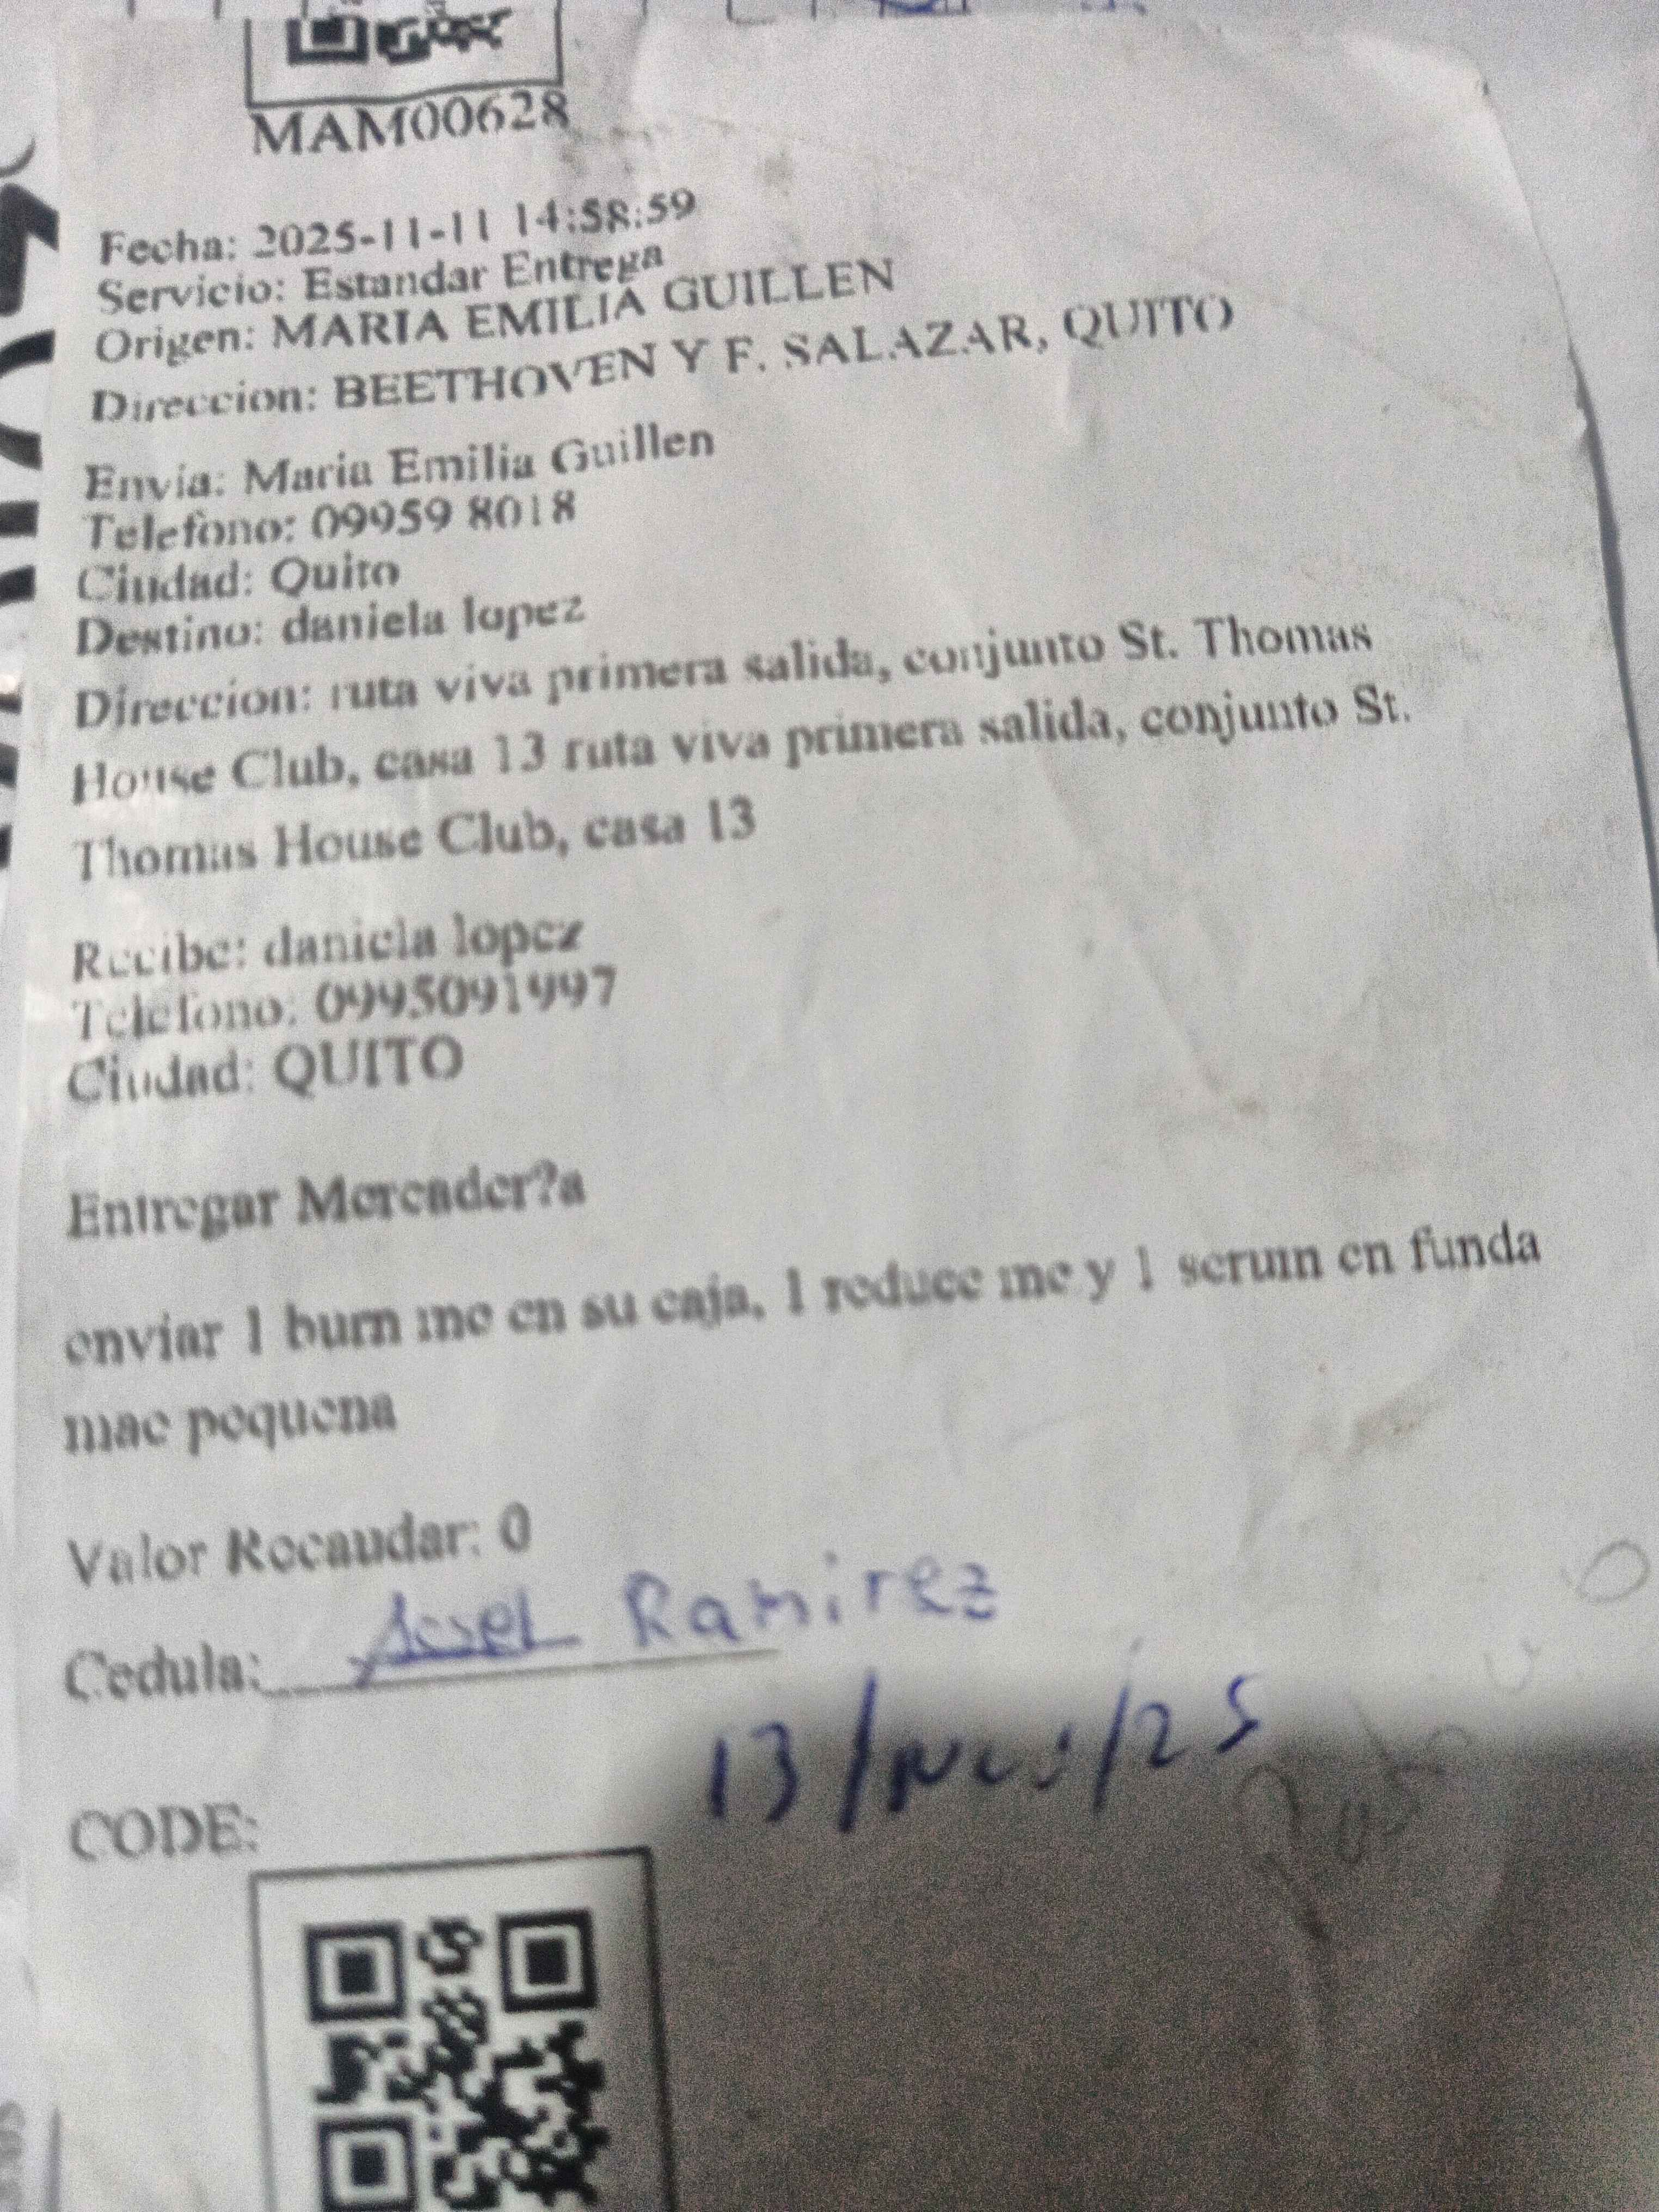 MAM00628
Fecha: 2025-11-11 14:58:59
Servicio: Estandar Entrega
Origen: MARIA EMILIA GUILLEN
Direccion: BEETHOVEN Y F. SALAZAR, QUITO
Envia: Maria Emilia Guillen
Telefono: 09959 8018
Ciudad: Quito
Destino: daniela lopez
Direccion: ruta viva primera salida, conjunto St. Thomas
House Club, casa 13 ruta viva primera salida, conjunto St.
Thomas House Club, casa 13
Recibe: daniela lopez
Telefono: 0995091997
Ciudad: QUITO
Entregar Mercader?a
enviar 1 burn me en su caja, 1 reduce me y 1 serum en funda
mac pequena
Valor Recaudar: 0
Cedula: Ramirez
13/Nov/25
CODE: